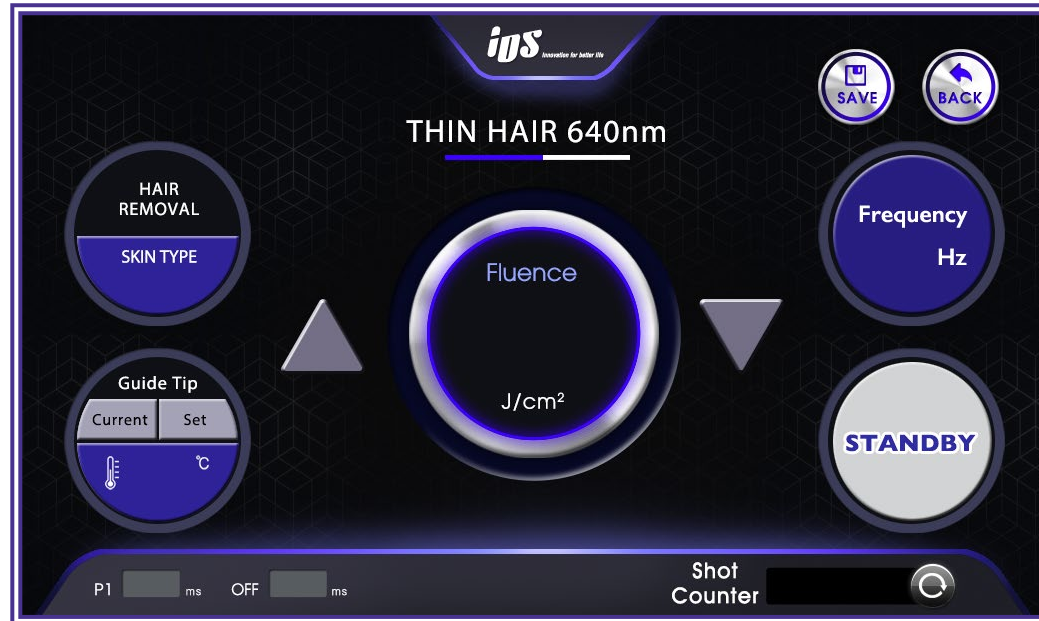 ips Innovation for better life
SAVE
BACK
THIN HAIR 640nm
HAIR
REMOVAL
SKIN TYPE
Fluence
J/cm²
Frequency
Hz
Guide Tip
Current Set
℃
STANDBY
P1 ms OFF ms
Shot
Counter